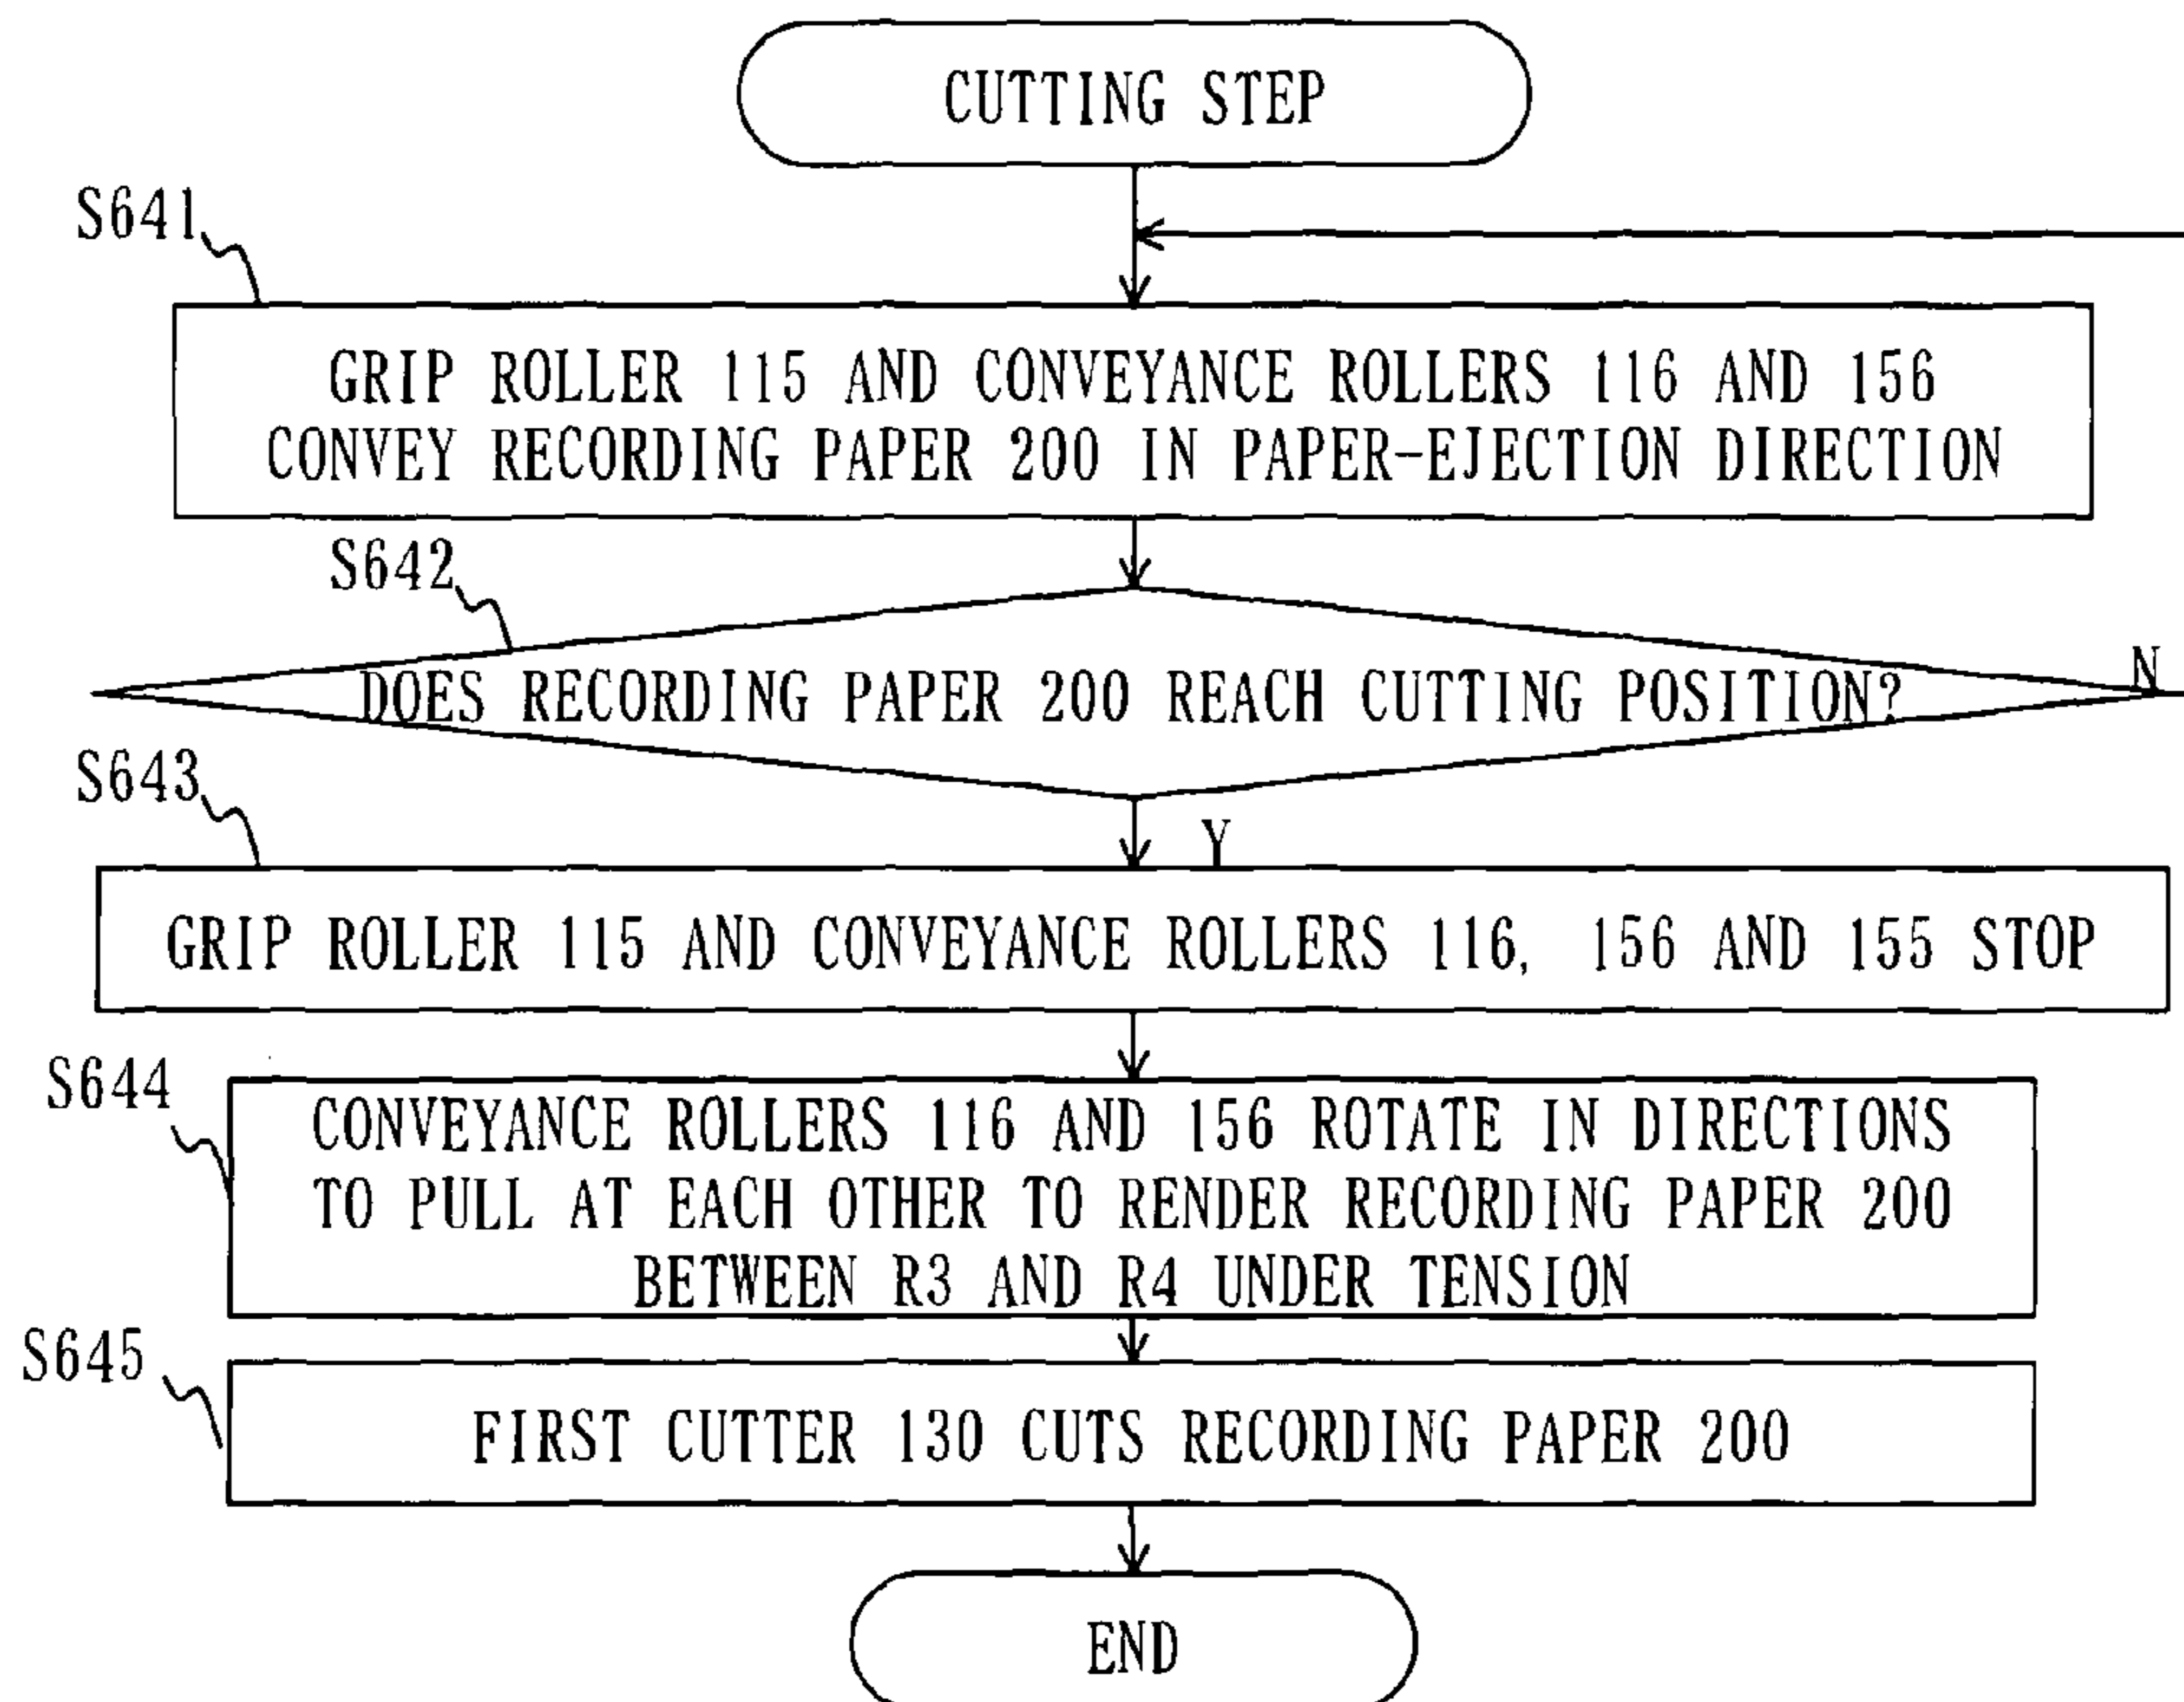 CUTTING STEP
S641
GRIP ROLLER 115 AND CONVEYANCE ROLLERS 116 AND 156
CONVEY RECORDING PAPER 200 IN PAPER-EJECTION DIRECTION
S642
DOES RECORDING PAPER 200 REACH CUTTING POSITION?
N
S643
Y
GRIP ROLLER 115 AND CONVEYANCE ROLLERS 116, 156 AND 155 STOP
S644
CONVEYANCE ROLLERS 116 AND 156 ROTATE IN DIRECTIONS
TO PULL AT EACH OTHER TO RENDER RECORDING PAPER 200
BETWEEN R3 AND R4 UNDER TENSION
S645
FIRST CUTTER 130 CUTS RECORDING PAPER 200
END